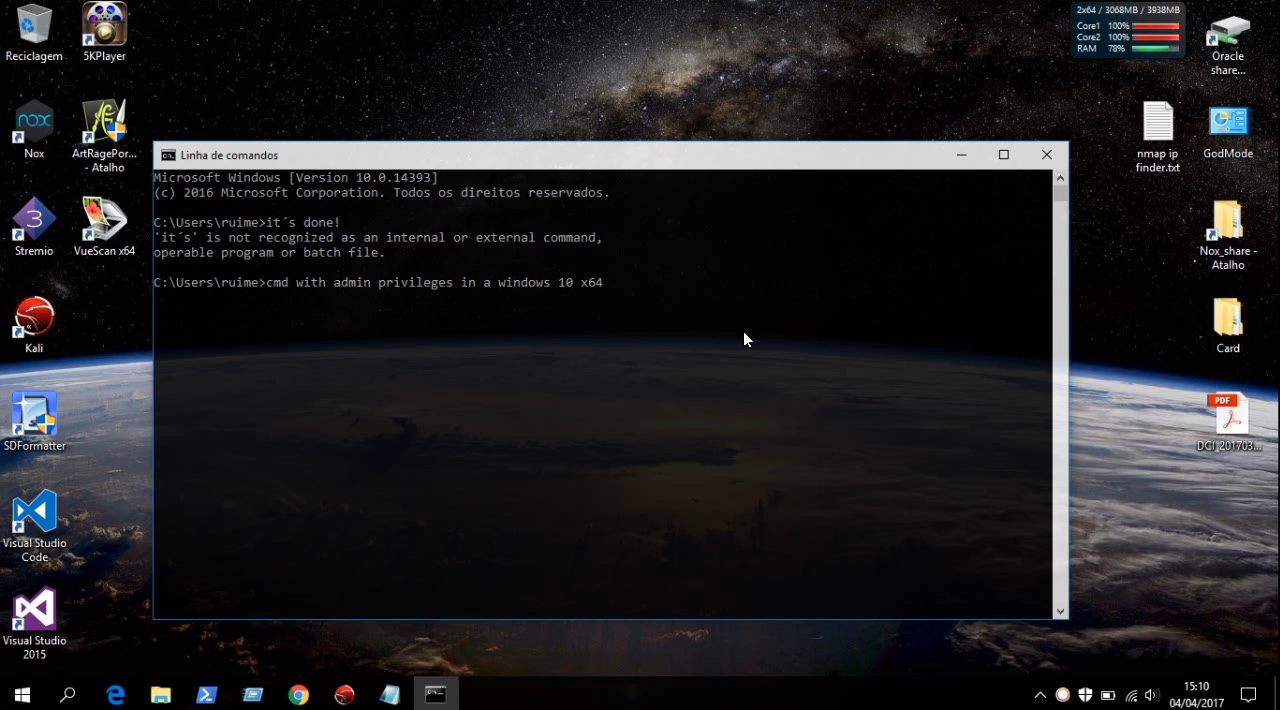 Reciclagem
5KPlayer
Nox
ArtRagePor...
- Atalho
Stremio
VueScan x64
Kali
SDFormatter
Visual Studio
Code
Visual Studio
2015
Linha de comandos
Microsoft Windows [Version 10.0.14393]
(c) 2016 Microsoft Corporation. Todos os direitos reservados.
C:\Users\ruime>it´s done!
'it´s' is not recognized as an internal or external command,
operable program or batch file.
C:\Users\ruime>cmd with admin privileges in a windows 10 x64
2x64 / 3068MB / 3938MB
Core1 100%
Core2 100%
RAM 78%
Oracle
share...
nmap ip
finder.txt
GodMode
Nox_share -
Atalho
Card
PDF
DGI_201703...
15:10
04/04/2017